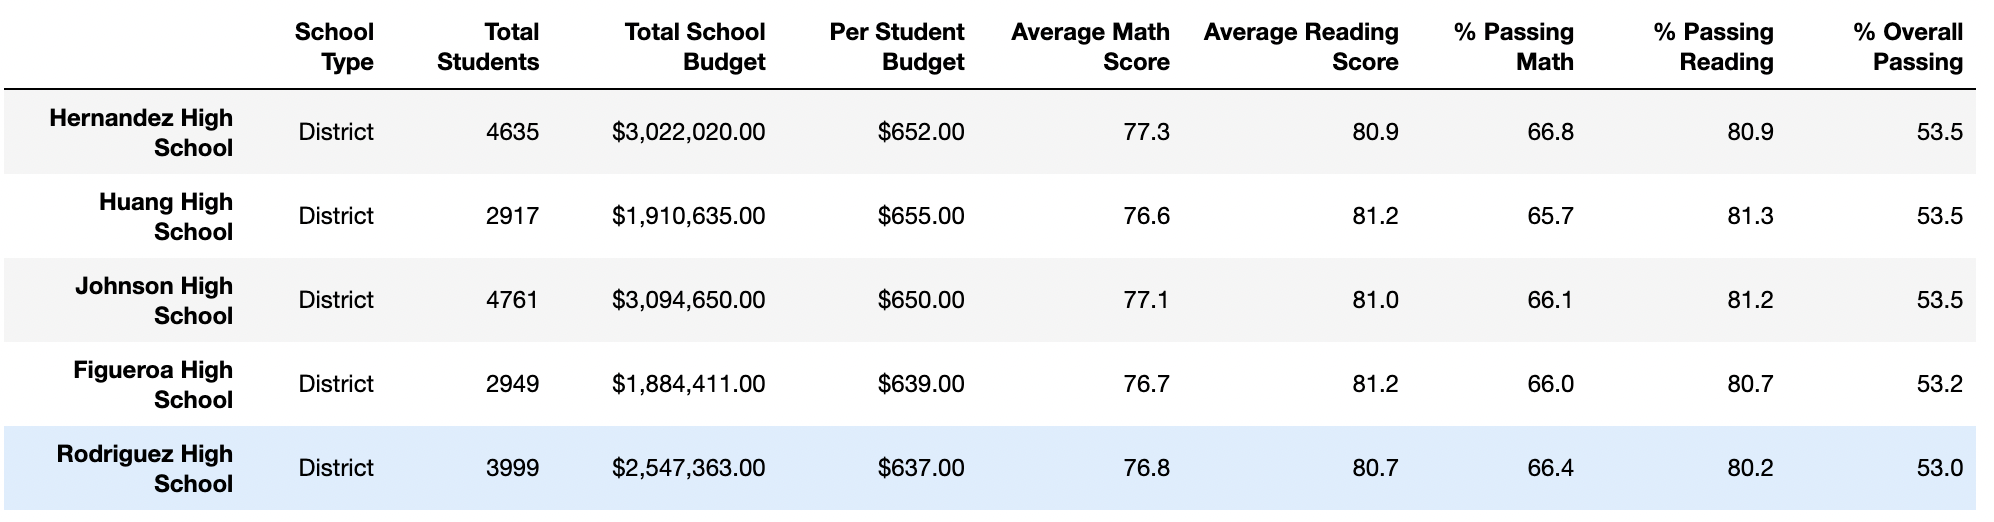 School Type Total Students Total School Budget Per Student Budget Average Math Score Average Reading Score % Passing Math % Passing Reading % Overall Passing
Hernandez High School District 4635 $3,022,020.00 $652.00 77.3 80.9 66.8 80.9 53.5
Huang High School District 2917 $1,910,635.00 $655.00 76.6 81.2 65.7 81.3 53.5
Johnson High School District 4761 $3,094,650.00 $650.00 77.1 81.0 66.1 81.2 53.5
Figueroa High School District 2949 $1,884,411.00 $639.00 76.7 81.2 66.0 80.7 53.2
Rodriguez High School District 3999 $2,547,363.00 $637.00 76.8 80.7 66.4 80.2 53.0